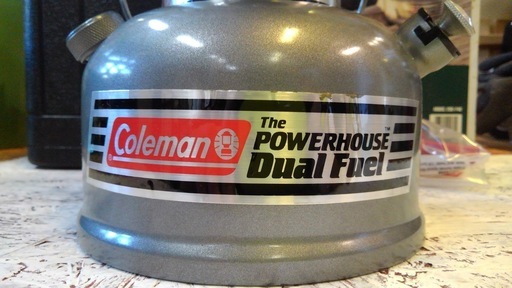 Coleman
The
POWERHOUSE
Dual Fuel